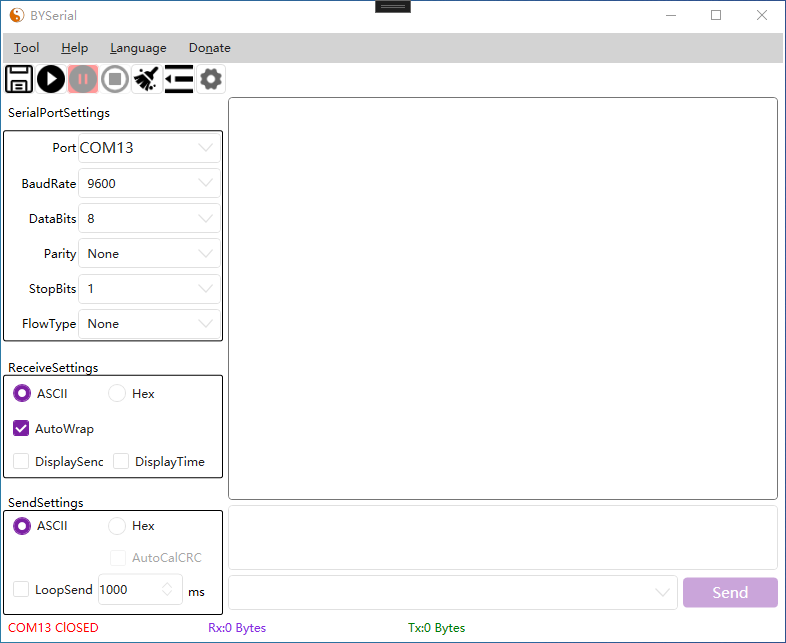 BYSerial
Tool Help Language Donate
SerialPortSettings
Port COM13
BaudRate 9600
DataBits 8
Parity None
StopBits 1
FlowType None
ReceiveSettings
ASCII Hex
AutoWrap
DisplaySend DisplayTime
SendSettings
ASCII Hex
AutoCalCRC
LoopSend 1000 ms
Send
COM13 ClOSED Rx:0 Bytes Tx:0 Bytes